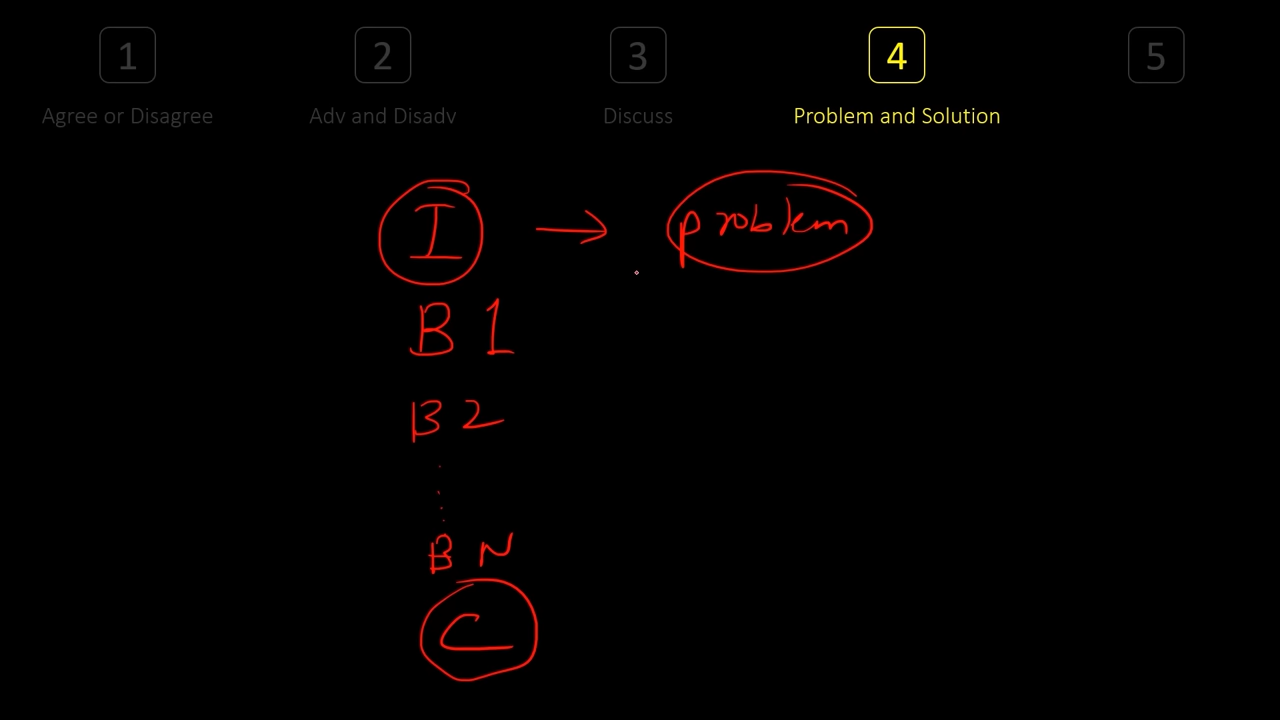 1 2 3 4 5
Agree or Disagree Adv and Disadv Discuss Problem and Solution
I → problem
B 1
B 2
B N
C